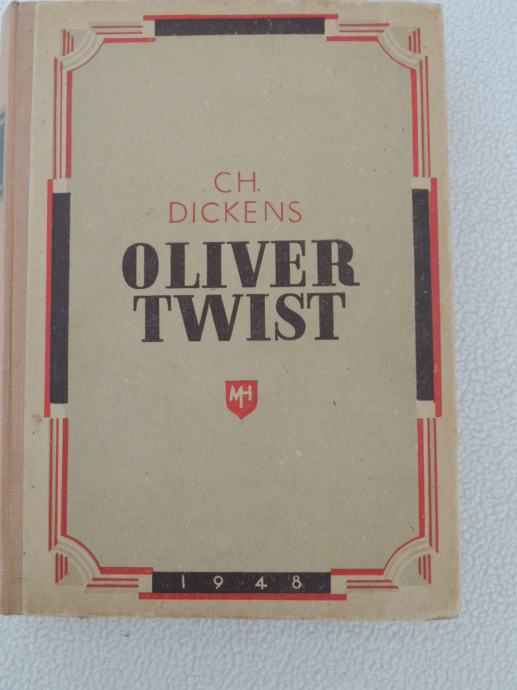 CH.
DICKENS
OLIVER
TWIST
MH
1948